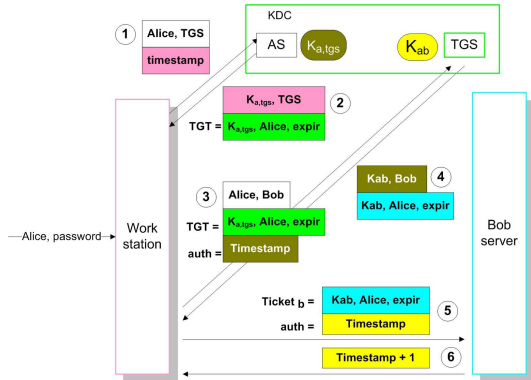 KDC
1
Alice, TGS
timestamp
AS
Ka,tgs
Kab
TGS
Ka,tgs, TGS
2
TGT =
Ka,tgs, Alice, expir
Kab, Bob
4
Kab, Alice, expir
3
Alice, Bob
TGT =
Ka,tgs, Alice, expir
auth =
Timestamp
Work
station
Bob
server
Alice, password
Ticket b =
Kab, Alice, expir
5
auth =
Timestamp
Timestamp + 1
6